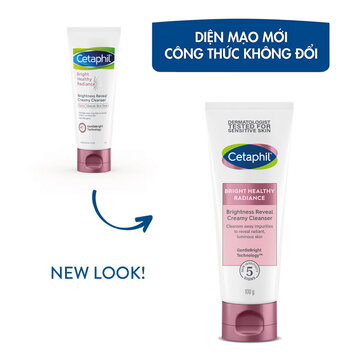 DIỆN MẠO MỚI
CÔNG THỨC KHÔNG ĐỔI
Cetaphil
Bright
Healthy
Radiance
Brightness Reveal
Creamy Cleanser
GentleBright
Technology™
NEW LOOK!
DERMATOLOGIST
TESTED FOR
SENSITIVE SKIN
Cetaphil
BRIGHT HEALTHY
RADIANCE
Brightness Reveal
Creamy Cleanser
Cleanses away impurities
to reveal radiant,
luminous skin
GentleBright
Technology™
5
100 g